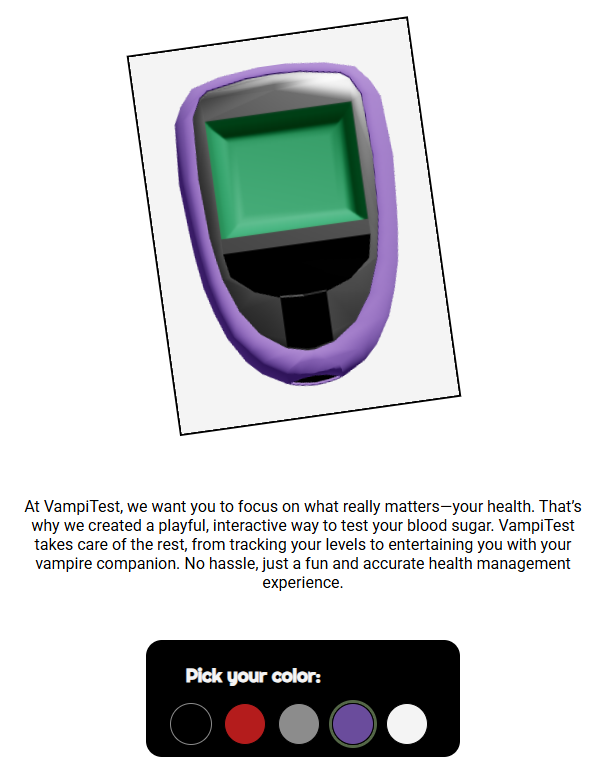 At VampiTest, we want you to focus on what really matters—your health. That’s
why we created a playful, interactive way to test your blood sugar. VampiTest
takes care of the rest, from tracking your levels to entertaining you with your
vampire companion. No hassle, just a fun and accurate health management
experience.
Pick your color: